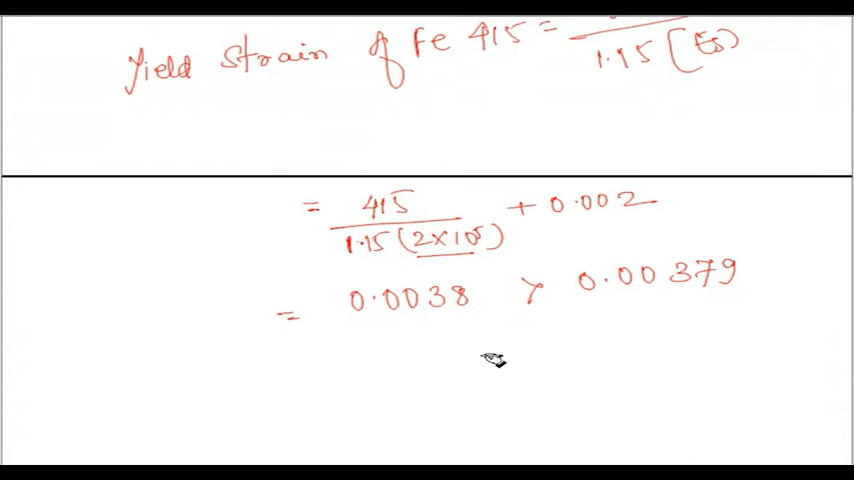 Yield Strain of Fe 415 = 1.15 (Es)
= 415 / 1.15 (2×10⁵) + 0.002
= 0.0038 > 0.00379